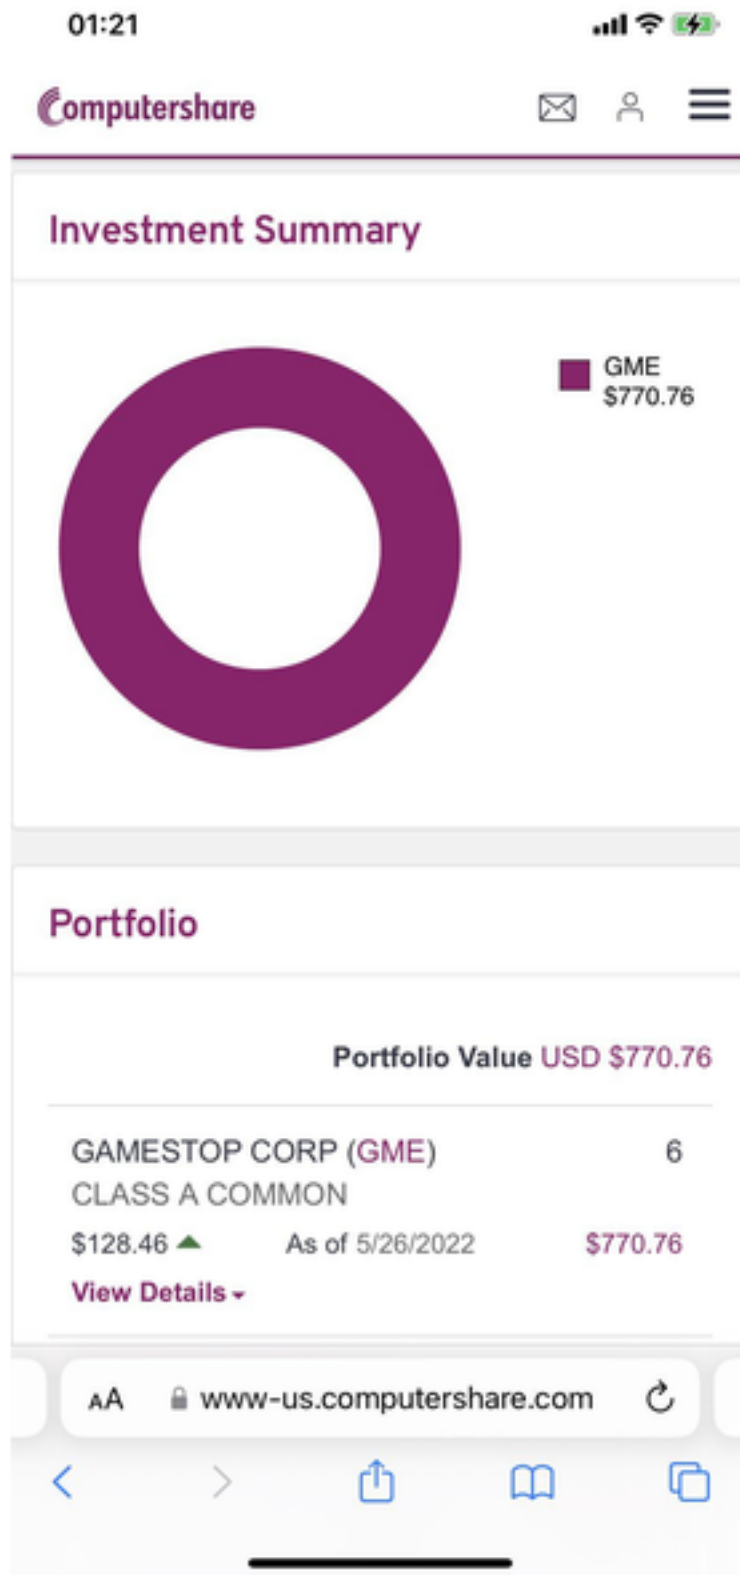 01:21
Computershare
Investment Summary
GME
$770.76
Portfolio
Portfolio Value USD $770.76
GAMESTOP CORP (GME) 6
CLASS A COMMON
$128.46 As of 5/26/2022 $770.76
View Details
AA www-us.computershare.com